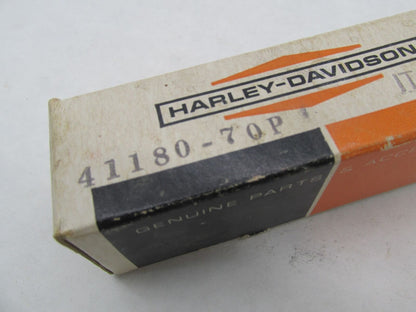 HARLEY-DAVIDSON
41180-70P
GENUINE PARTS &